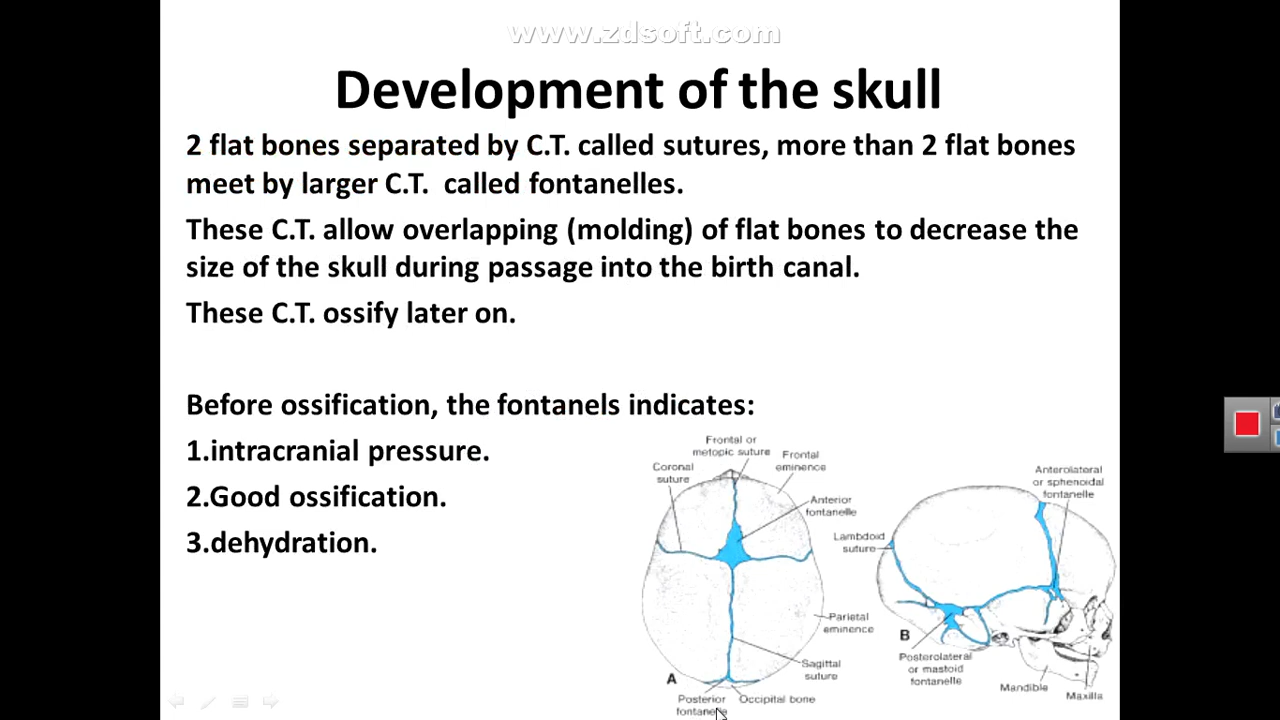 www.zdsoft.com
Development of the skull
2 flat bones separated by C.T. called sutures, more than 2 flat bones
meet by larger C.T. called fontanelles.
These C.T. allow overlapping (molding) of flat bones to decrease the
size of the skull during passage into the birth canal.
These C.T. ossify later on.
Before ossification, the fontanels indicates:
1.intracranial pressure.
2.Good ossification.
3.dehydration.
Frontal or
metopic suture
Frontal
eminence
Coronal
suture
Anterior
fontanelle
Parietal
eminence
Sagittal
suture
A
Posterior
fontanelle
Occipital bone
Anterolateral
or sphenoidal
fontanelle
Lambdoid
suture
B
Posterolateral
or mastoid
fontanelle
Mandible
Maxilla